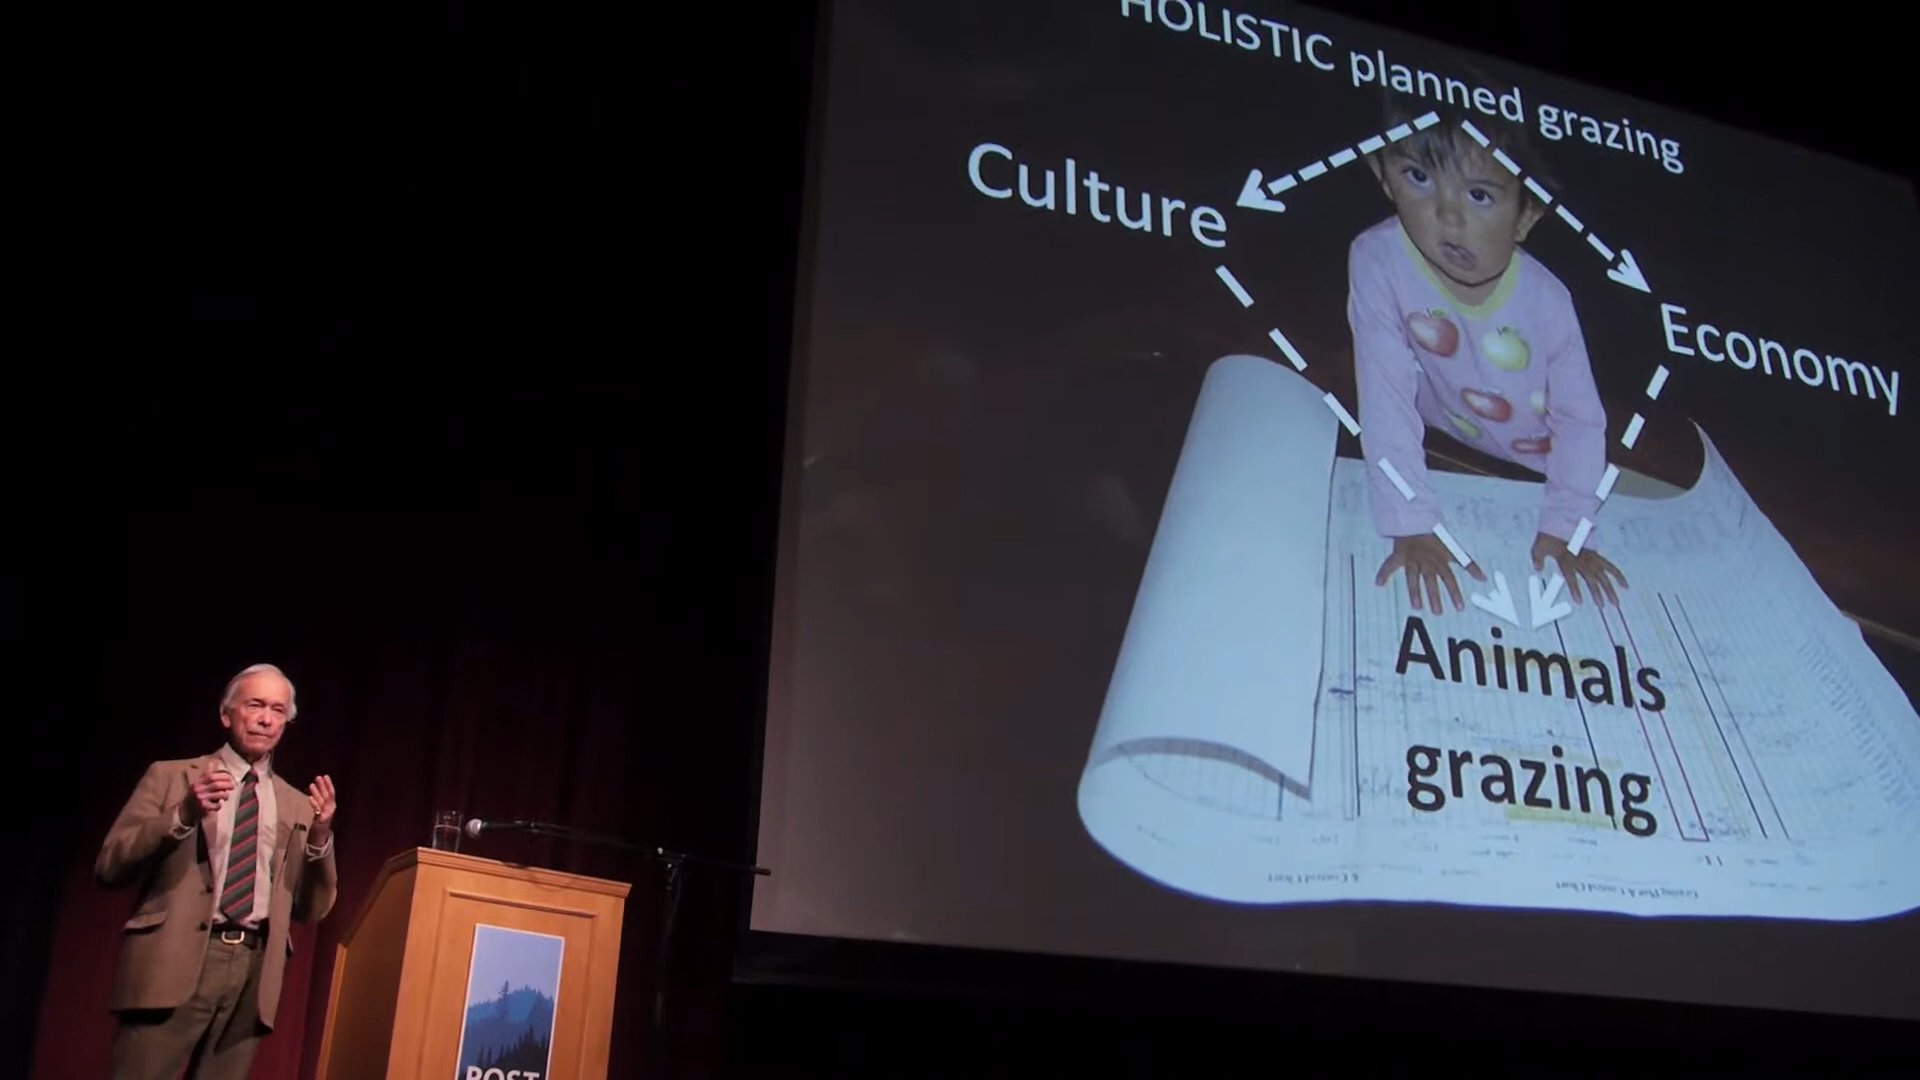 HOLISTIC planned grazing
Culture
Economy
Animals
grazing
POST